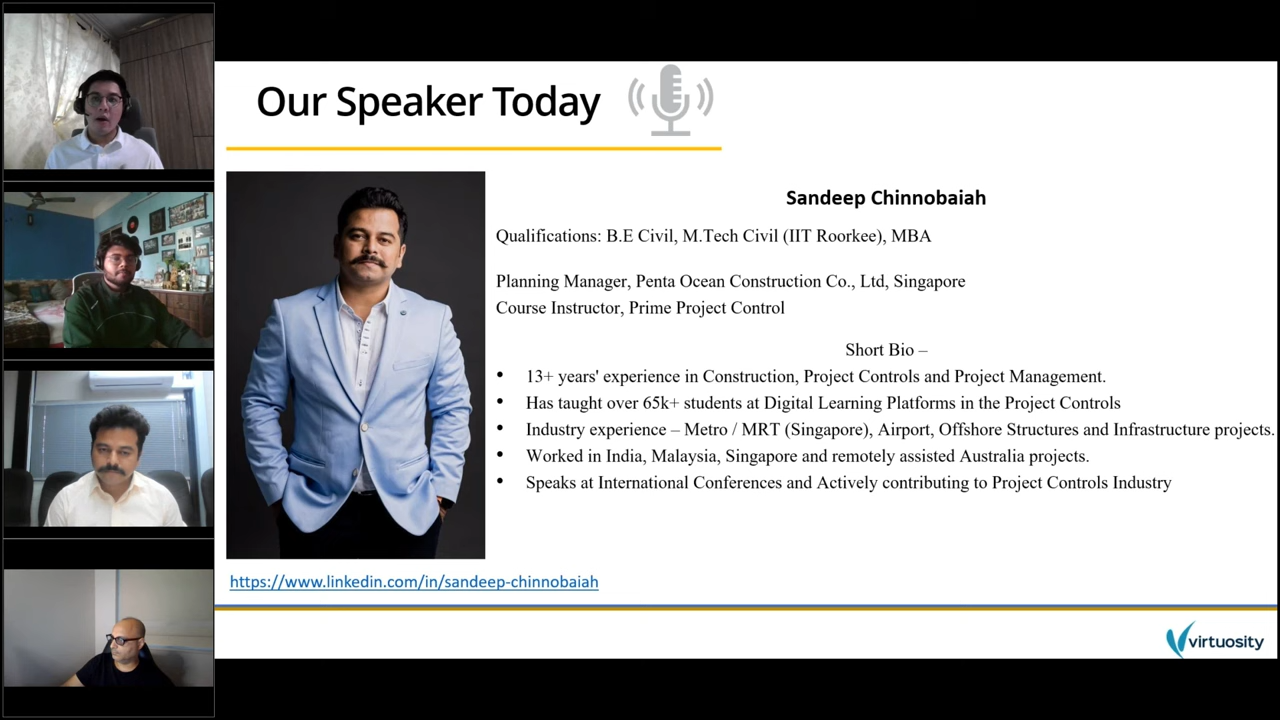 Our Speaker Today
Sandeep Chinnobaiah
Qualifications: B.E Civil, M.Tech Civil (IIT Roorkee), MBA
Planning Manager, Penta Ocean Construction Co., Ltd, Singapore
Course Instructor, Prime Project Control
Short Bio –
• 13+ years' experience in Construction, Project Controls and Project Management.
• Has taught over 65k+ students at Digital Learning Platforms in the Project Controls
• Industry experience – Metro / MRT (Singapore), Airport, Offshore Structures and Infrastructure projects.
• Worked in India, Malaysia, Singapore and remotely assisted Australia projects.
• Speaks at International Conferences and Actively contributing to Project Controls Industry
https://www.linkedin.com/in/sandeep-chinnobaiah
virtuosity